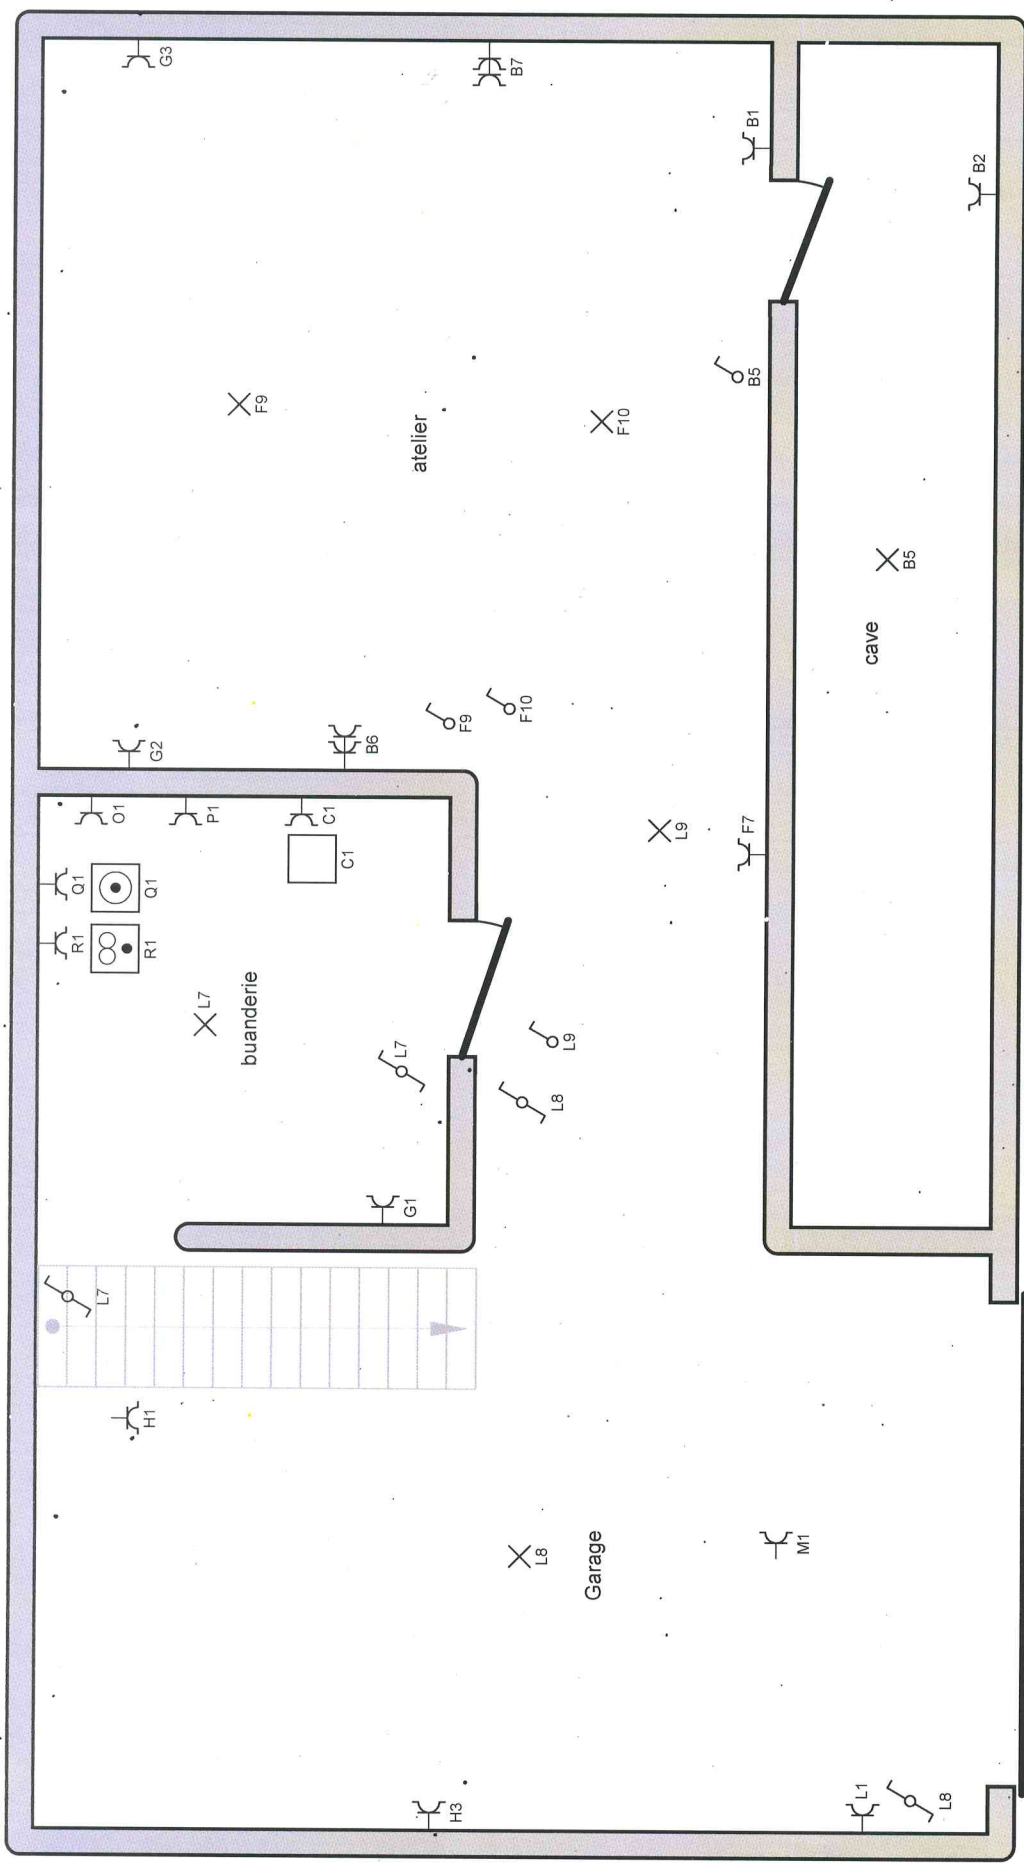 G3
B7
B1
B2
F9
atelier
F10
B5
B5
cave
G2
B6
F9
F10
O1
P1
C1
C1
Q1
Q1
R1
R1
L9
F7
L7
buanderie
L7
L9
L8
G1
L7
H1
L8
Garage
M1
H3
L1
L8